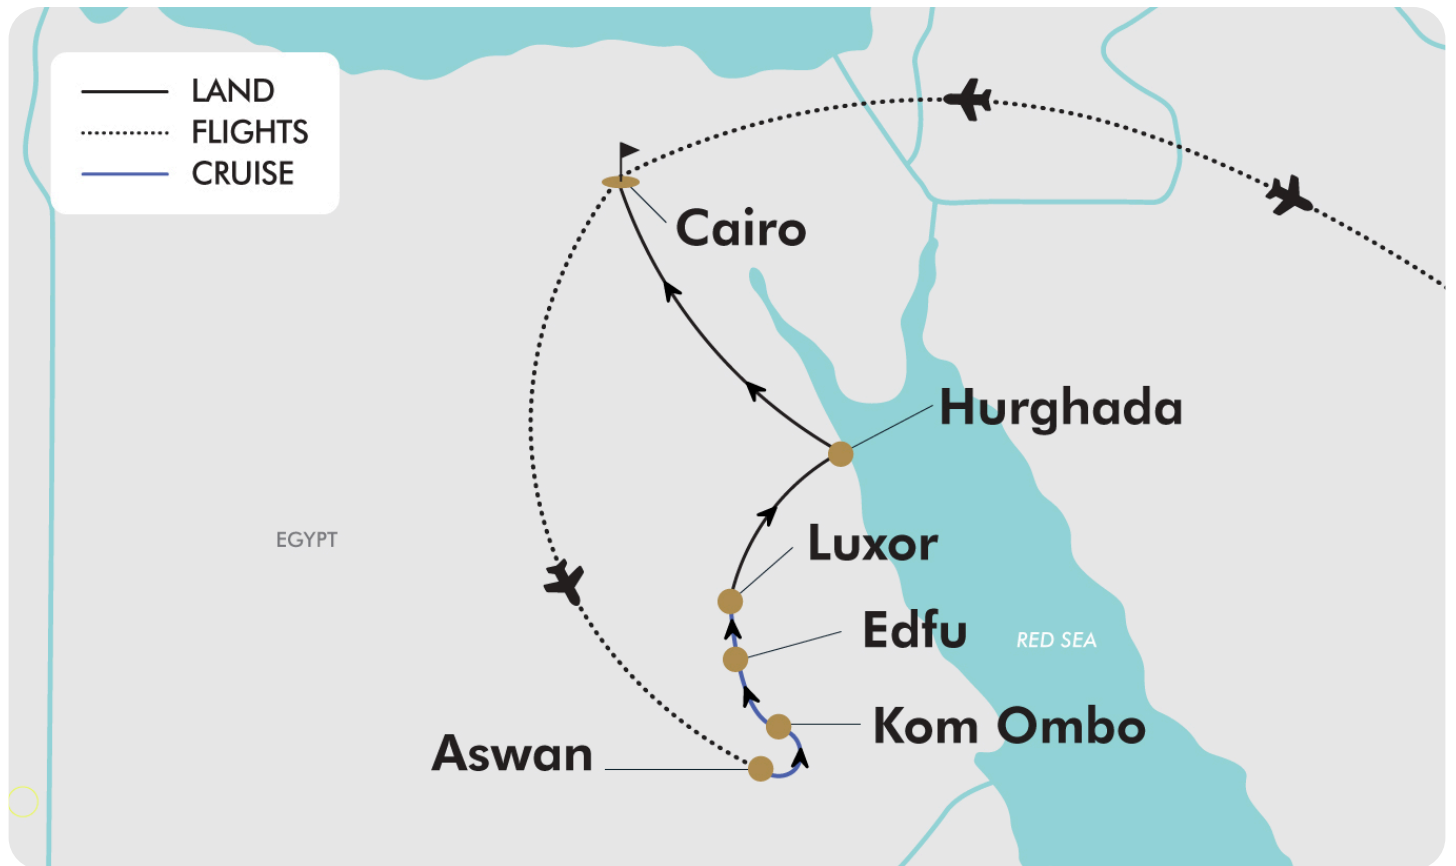 LAND
FLIGHTS
CRUISE
Cairo
Hurghada
EGYPT
Luxor
Edfu
RED SEA
Kom Ombo
Aswan